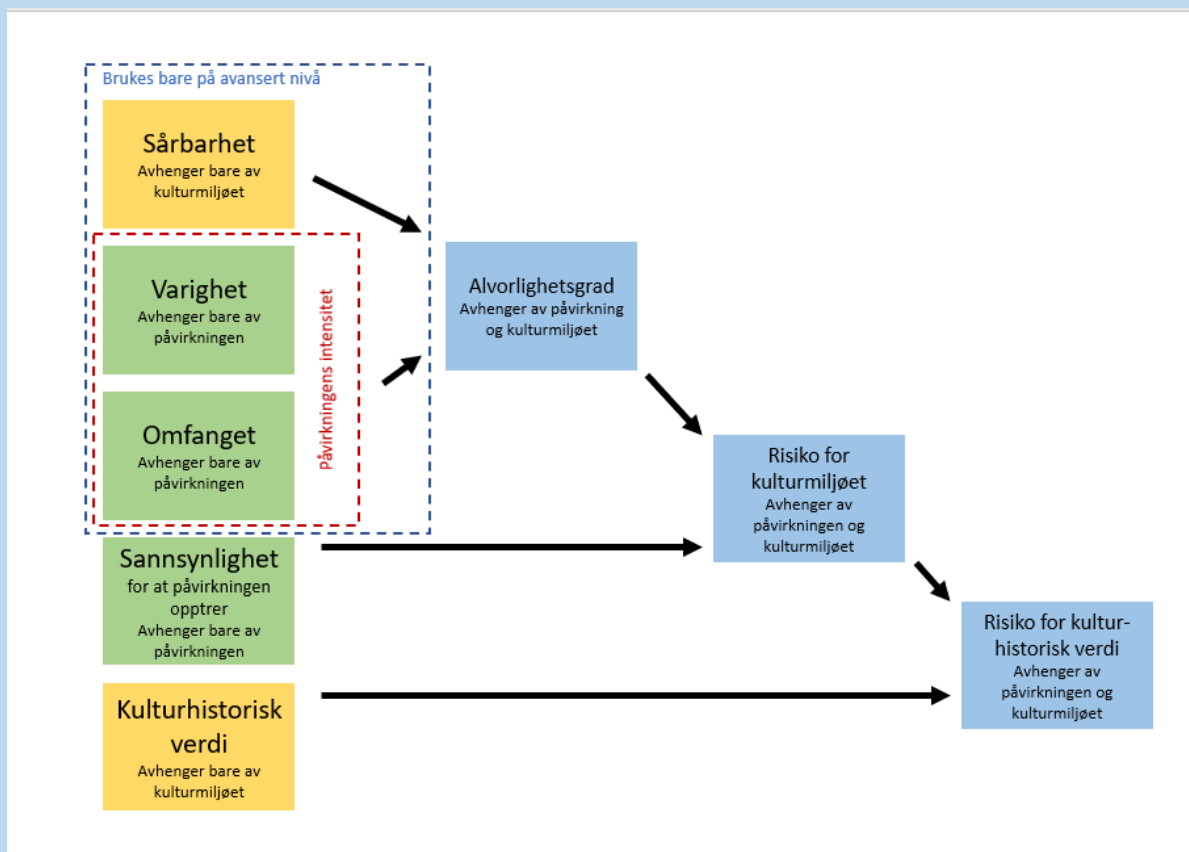 Brukes bare på avansert nivå
Sårbarhet
Avhenger bare av
kulturmiljøet
Varighet
Avhenger bare av
påvirkningen
Omfanget
Avhenger bare av
påvirkningen
Påvirkningens intensitet
Alvorlighetsgrad
Avhenger av påvirkning
og kulturmiljøet
Sannsynlighet
for at påvirkningen
opptrer
Avhenger bare av
påvirkningen
Risiko for
kulturmiljøet
Avhenger av
påvirkningen og
kulturmiljøet
Kulturhistorisk
verdi
Avhenger bare av
kulturmiljøet
Risiko for kultur-
historisk verdi
Avhenger av
påvirkningen og
kulturmiljøet